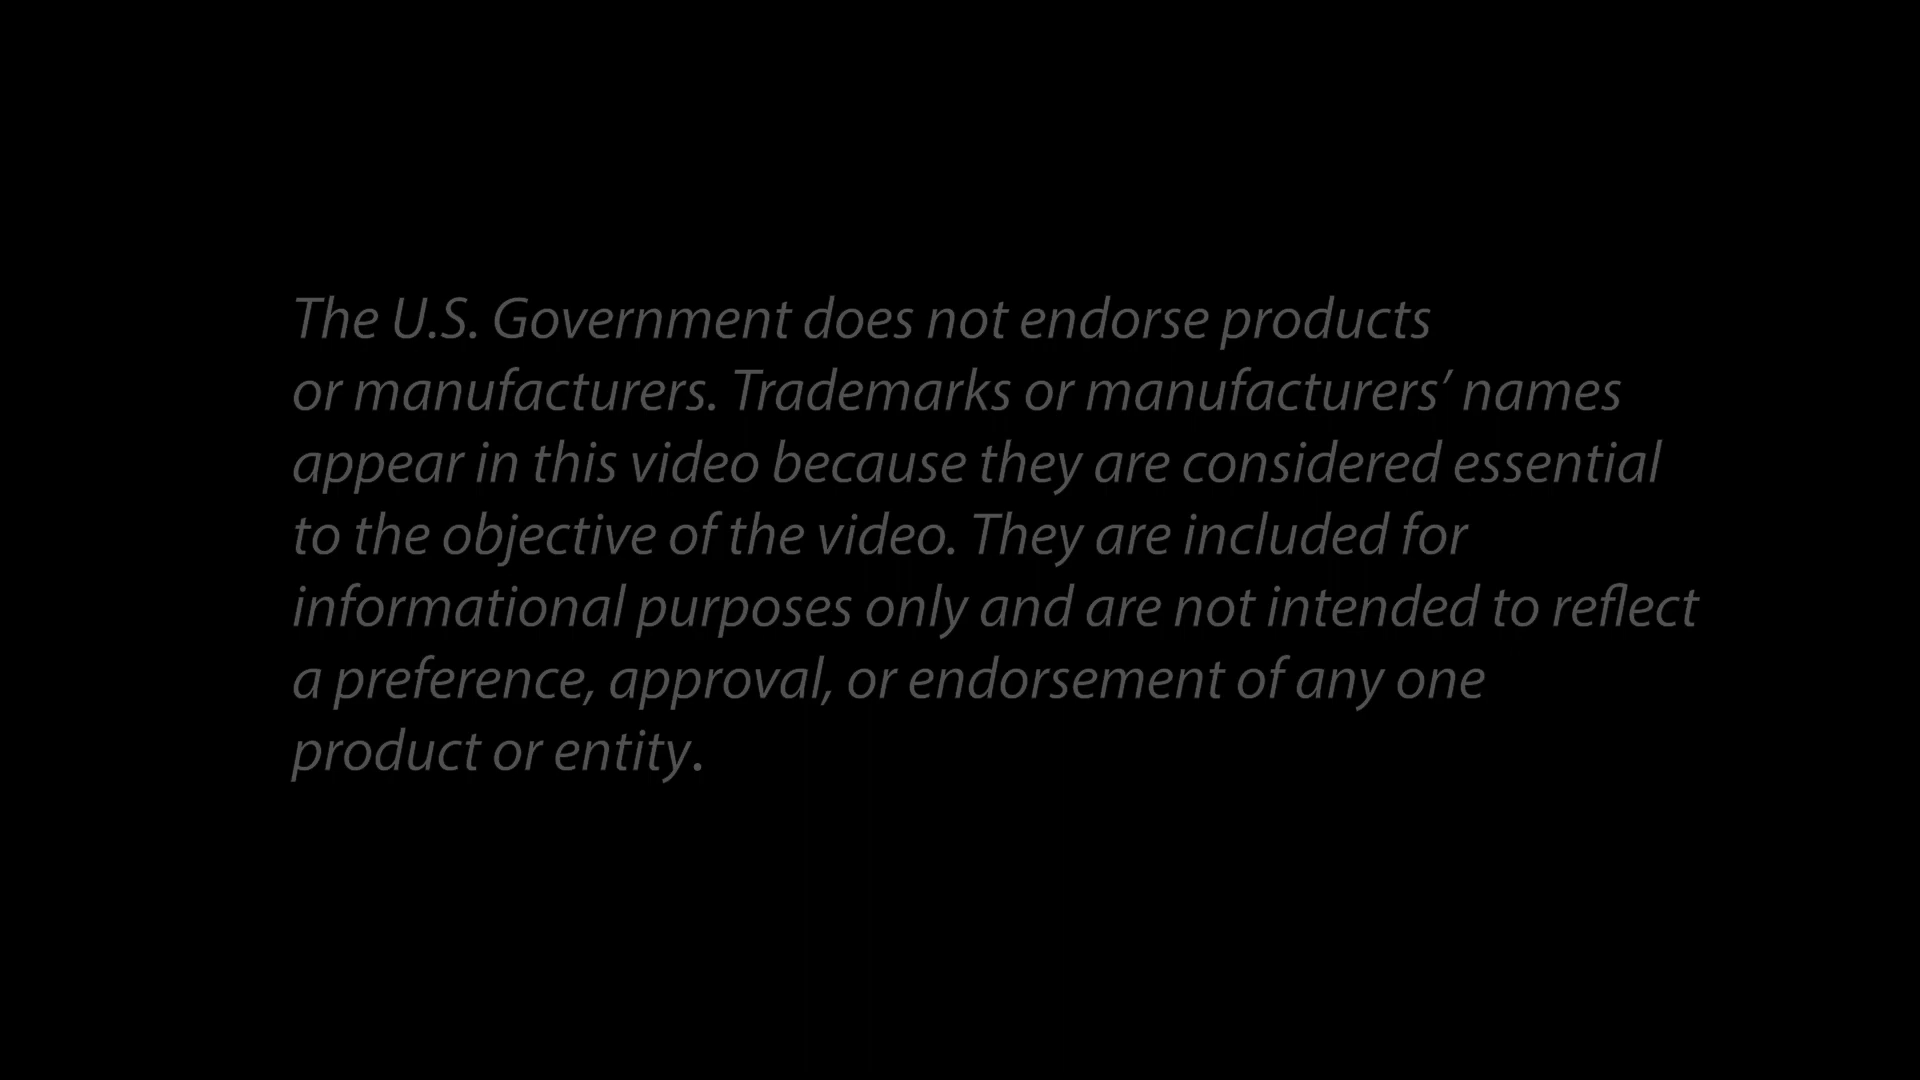 The U.S. Government does not endorse products
or manufacturers. Trademarks or manufacturers’ names
appear in this video because they are considered essential
to the objective of the video. They are included for
informational purposes only and are not intended to reflect
a preference, approval, or endorsement of any one
product or entity.